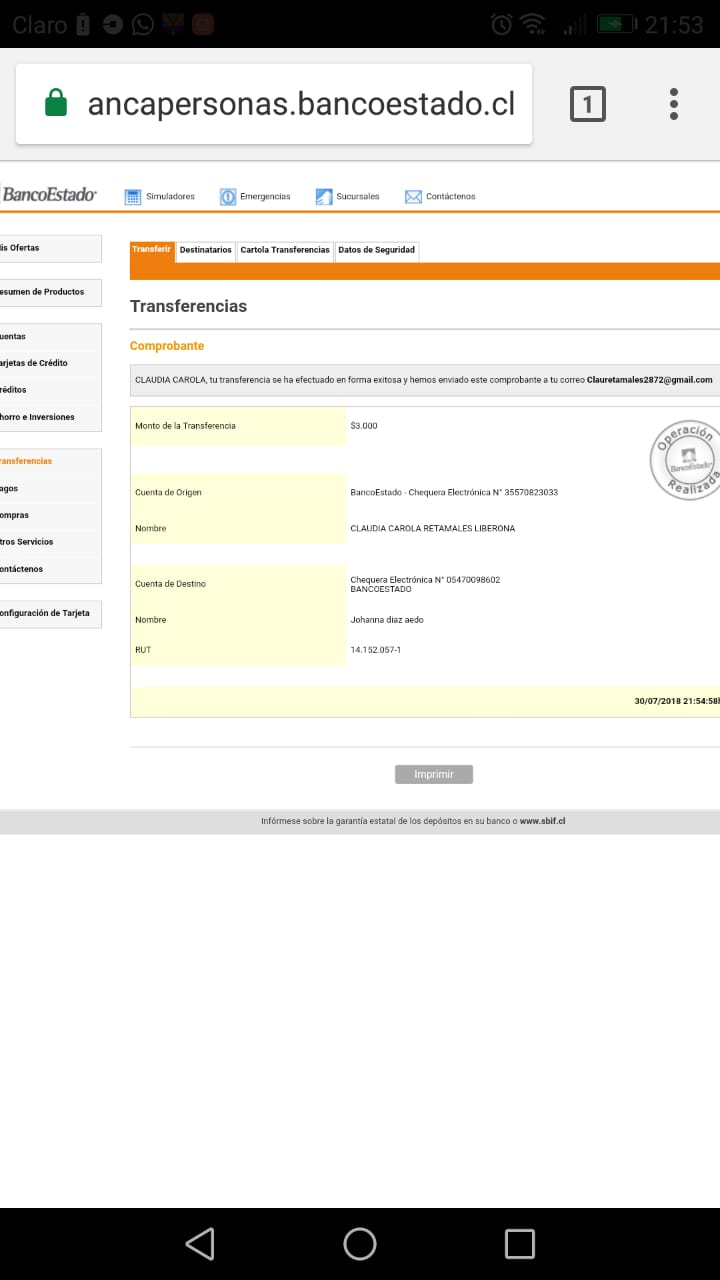 Claro 21:53
ancapersonas.bancoestado.cl 1
BancoEstado Simuladores Emergencias Sucursales Contáctenos
is Ofertas
esumen de Productos
uentas
arjetas de Crédito
réditos
horro e Inversiones
ransferencias
agos
ompras
tros Servicios
ontáctenos
onfiguración de Tarjeta
Transferir Destinatarios Cartola Transferencias Datos de Seguridad
Transferencias
Comprobante
CLAUDIA CAROLA, tu transferencia se ha efectuado en forma exitosa y hemos enviado este comprobante a tu correo Clauretamales2872@gmail.com
Monto de la Transferencia $3.000
Operación
BancoEstado
Realizada
Cuenta de Origen BancoEstado - Chequera Electrónica N° 35570823033
Nombre CLAUDIA CAROLA RETAMALES LIBERONA
Cuenta de Destino Chequera Electrónica N° 05470098602
BANCOESTADO
Nombre Johanna diaz aedo
RUT 14.152.057-1
30/07/2018 21:54:58h
Imprimir
Infórmese sobre la garantía estatal de los depósitos en su banco o www.sbif.cl